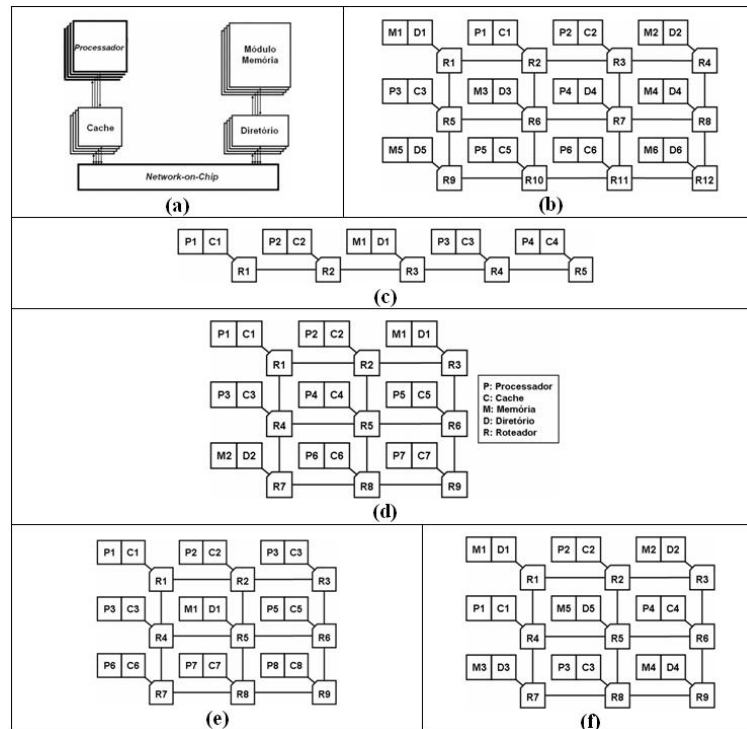 Processador
Módulo
Memória
Cache
Diretório
Network-on-Chip
(a)
M1 D1 P1 C1 P2 C2 M2 D2
R1 R2 R3 R4
P3 C3 M3 D3 P4 D4 M4 D4
R5 R6 R7 R8
M5 D5 P5 C5 P6 C6 M6 D6
R9 R10 R11 R12
(b)
P1 C1 P2 C2 M1 D1 P3 C3 P4 C4
R1 R2 R3 R4 R5
(c)
P1 C1 P2 C2 M1 D1
R1 R2 R3
P3 C3 P4 C4 P5 C5
R4 R5 R6
M2 D2 P6 C6 P7 C7
R7 R8 R9
P: Processador
C: Cache
M: Memória
D: Diretório
R: Roteador
(d)
P1 C1 P2 C2 P3 C3
R1 R2 R3
P3 C3 M1 D1 P5 C5
R4 R5 R6
P6 C6 P7 C7 P8 C8
R7 R8 R9
(e)
M1 D1 P2 C2 M2 D2
R1 R2 R3
P1 C1 M5 D5 P4 C4
R4 R5 R6
M3 D3 P3 C3 M4 D4
R7 R8 R9
(f)